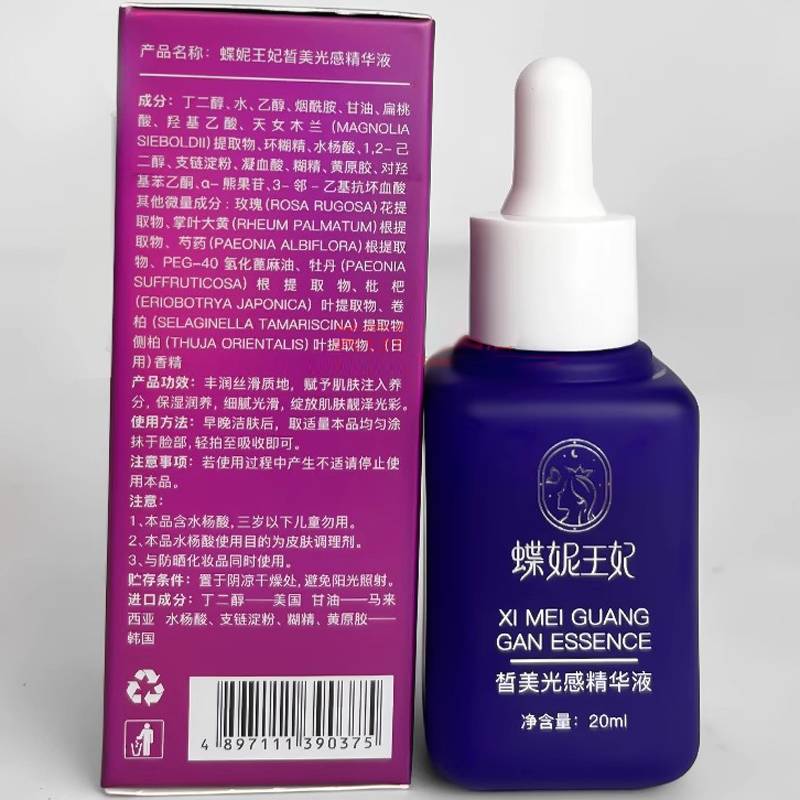 产品名称：蝶妮王妃皙美光感精华液
成分：丁二醇、水、乙醇、烟酰胺、甘油、扁桃
酸、羟基乙酸、天女木兰(MAGNOLIA
SIEBOLDII)提取物、环糊精、水杨酸、1,2-己
二醇、支链淀粉、凝血酸、糊精、黄原胶、对羟
基苯乙酮、α-熊果苷、3-邻-乙基抗坏血酸
其他微量成分：玫瑰(ROSA RUGOSA)花提
取物、掌叶大黄(RHEUM PALMATUM)根提
取物、芍药(PAEONIA ALBIFLORA)根提取
物、PEG-40 氢化蓖麻油、牡丹(PAEONIA
SUFFRUTICOSA)根提取物、枇杷
(ERIOBOTRYA JAPONICA) 叶提取物、卷
柏(SELAGINELLA TAMARISCINA)提取物
侧柏(THUJA ORIENTALIS)叶提取物、(日
用)香精
产品功效：丰润丝滑质地，赋予肌肤注入养
分，保湿润养，细腻光滑，绽放肌肤靓泽光彩。
使用方法：早晚洁肤后，取适量本品均匀涂
抹于脸部，轻拍至吸收即可。
注意事项：若使用过程中产生不适请停止使
用本品。
注意：
1、本品含水杨酸,三岁以下儿童勿用。
2、本品水杨酸使用目的为皮肤调理剂。
3、与防晒化妆品同时使用。
贮存条件：置于阴凉干燥处,避免阳光照射。
进口成分：丁二醇——美国 甘油——马来
西亚 水杨酸、支链淀粉、糊精、黄原胶——
韩国
4 897111 390375
蝶妮王妃
XI MEI GUANG
GAN ESSENCE
皙美光感精华液
净含量：20ml